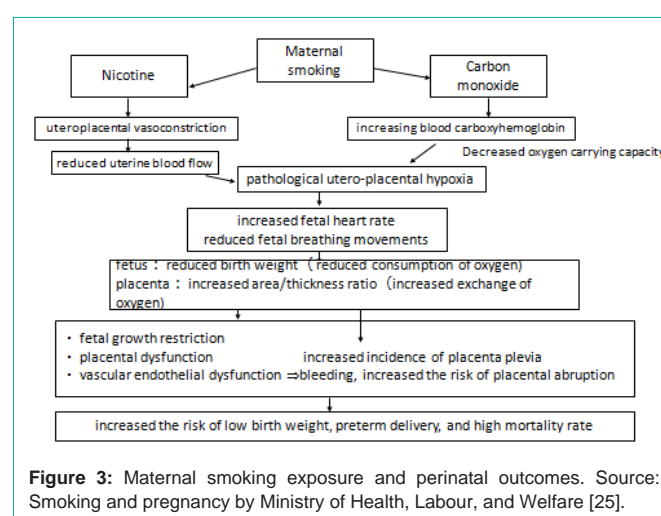 Maternal
smoking
Nicotine
Carbon
monoxide
uteroplacental vasoconstriction
increasing blood carboxyhemoglobin
reduced uterine blood flow
Decreased oxygen carrying capacity
pathological utero-placental hypoxia
increased fetal heart rate
reduced fetal breathing movements
fetus：reduced birth weight（reduced consumption of oxygen)
placenta：increased area/thickness ratio（increased exchange of
oxygen)
・fetal growth restriction
・placental dysfunction increased incidence of placenta plevia
・vascular endothelial dysfunction ⇒bleeding, increased the risk of placental abruption
increased the risk of low birth weight, preterm delivery, and high mortality rate
Figure 3: Maternal smoking exposure and perinatal outcomes. Source:
Smoking and pregnancy by Ministry of Health, Labour, and Welfare [25].